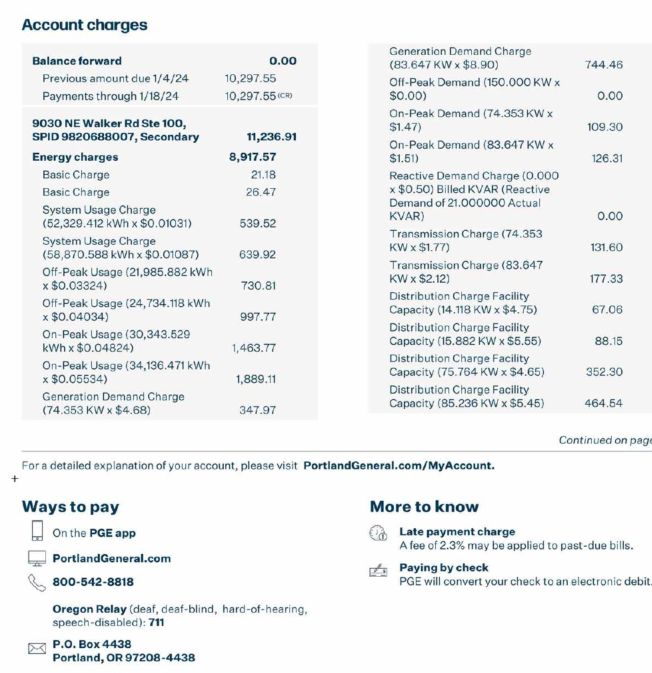 Account charges
Balance forward 0.00
Previous amount due 1/4/24 10,297.55
Payments through 1/18/24 10,297.55 (CR)
9030 NE Walker Rd Ste 100,
SPID 9820688007, Secondary 11,236.91
Energy charges 8,917.57
Basic Charge 21.18
Basic Charge 26.47
System Usage Charge
(52,329.412 kWh x $0.01031) 539.52
System Usage Charge
(58,870.588 kWh x $0.01087) 639.92
Off-Peak Usage (21,985.882 kWh
x $0.03324) 730.81
Off-Peak Usage (24,734.118 kWh
x $0.04034) 997.77
On-Peak Usage (30,343.529
kWh x $0.04824) 1,463.77
On-Peak Usage (34,136.471 kWh
x $0.05534) 1,889.11
Generation Demand Charge
(74.353 KW x $4.68) 347.97
Generation Demand Charge
(83.647 KW x $8.90) 744.46
Off-Peak Demand (150.000 KW x
$0.00) 0.00
On-Peak Demand (74.353 KW x
$1.47) 109.30
On-Peak Demand (83.647 KW x
$1.51) 126.31
Reactive Demand Charge (0.000
x $0.50) Billed KVAR (Reactive
Demand of 21.000000 Actual
KVAR) 0.00
Transmission Charge (74.353
KW x $1.77) 131.60
Transmission Charge (83.647
KW x $2.12) 177.33
Distribution Charge Facility
Capacity (14.118 KW x $4.75) 67.06
Distribution Charge Facility
Capacity (15.882 KW x $5.55) 88.15
Distribution Charge Facility
Capacity (75.764 KW x $4.65) 352.30
Distribution Charge Facility
Capacity (85.236 KW x $5.45) 464.54
Continued on page
For a detailed explanation of your account, please visit PortlandGeneral.com/MyAccount.
Ways to pay
On the PGE app
PortlandGeneral.com
800-542-8818
Oregon Relay (deaf, deaf-blind, hard-of-hearing,
speech-disabled): 711
P.O. Box 4438
Portland, OR 97208-4438
More to know
Late payment charge
A fee of 2.3% may be applied to past-due bills.
Paying by check
PGE will convert your check to an electronic debit.